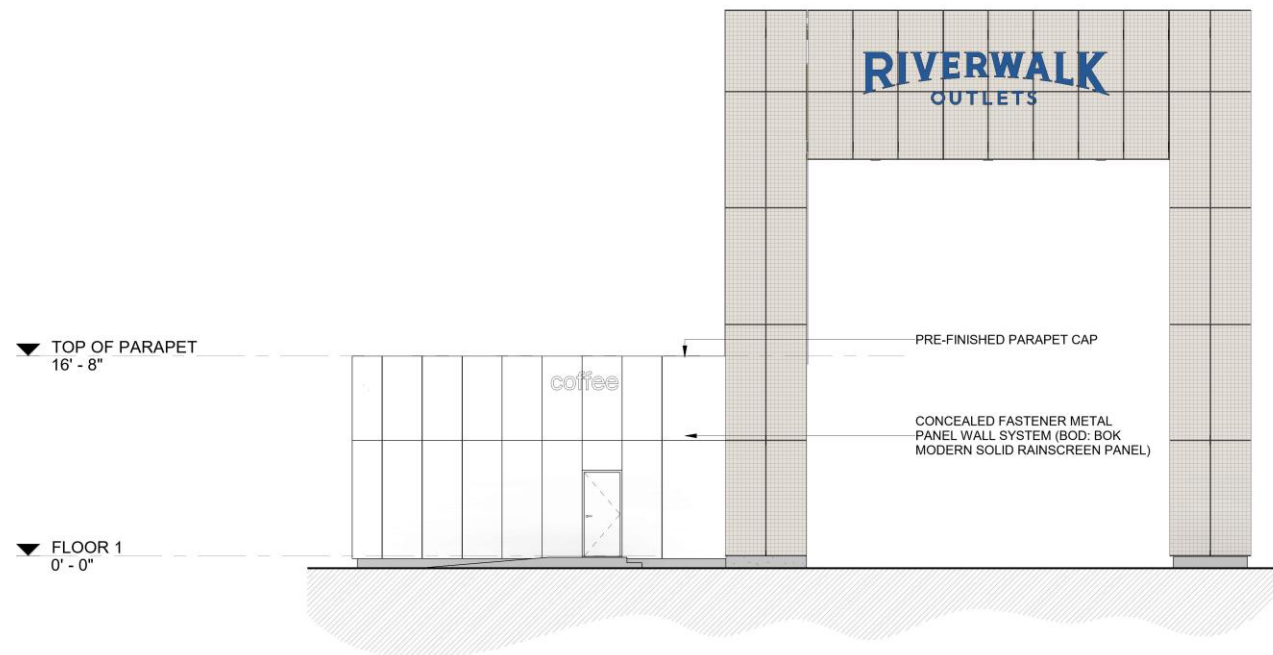 RIVERWALK
OUTLETS
TOP OF PARAPET
16' - 8"
PRE-FINISHED PARAPET CAP
coffee
CONCEALED FASTENER METAL
PANEL WALL SYSTEM (BOD: BOK
MODERN SOLID RAINSCREEN PANEL)
FLOOR 1
0' - 0"